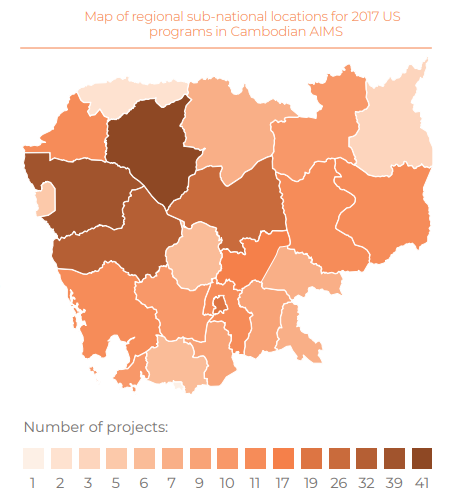 Map of regional sub-national locations for 2017 US
programs in Cambodian AIMS
Number of projects:
1 2 3 5 6 7 9 10 11 17 19 26 32 39 41